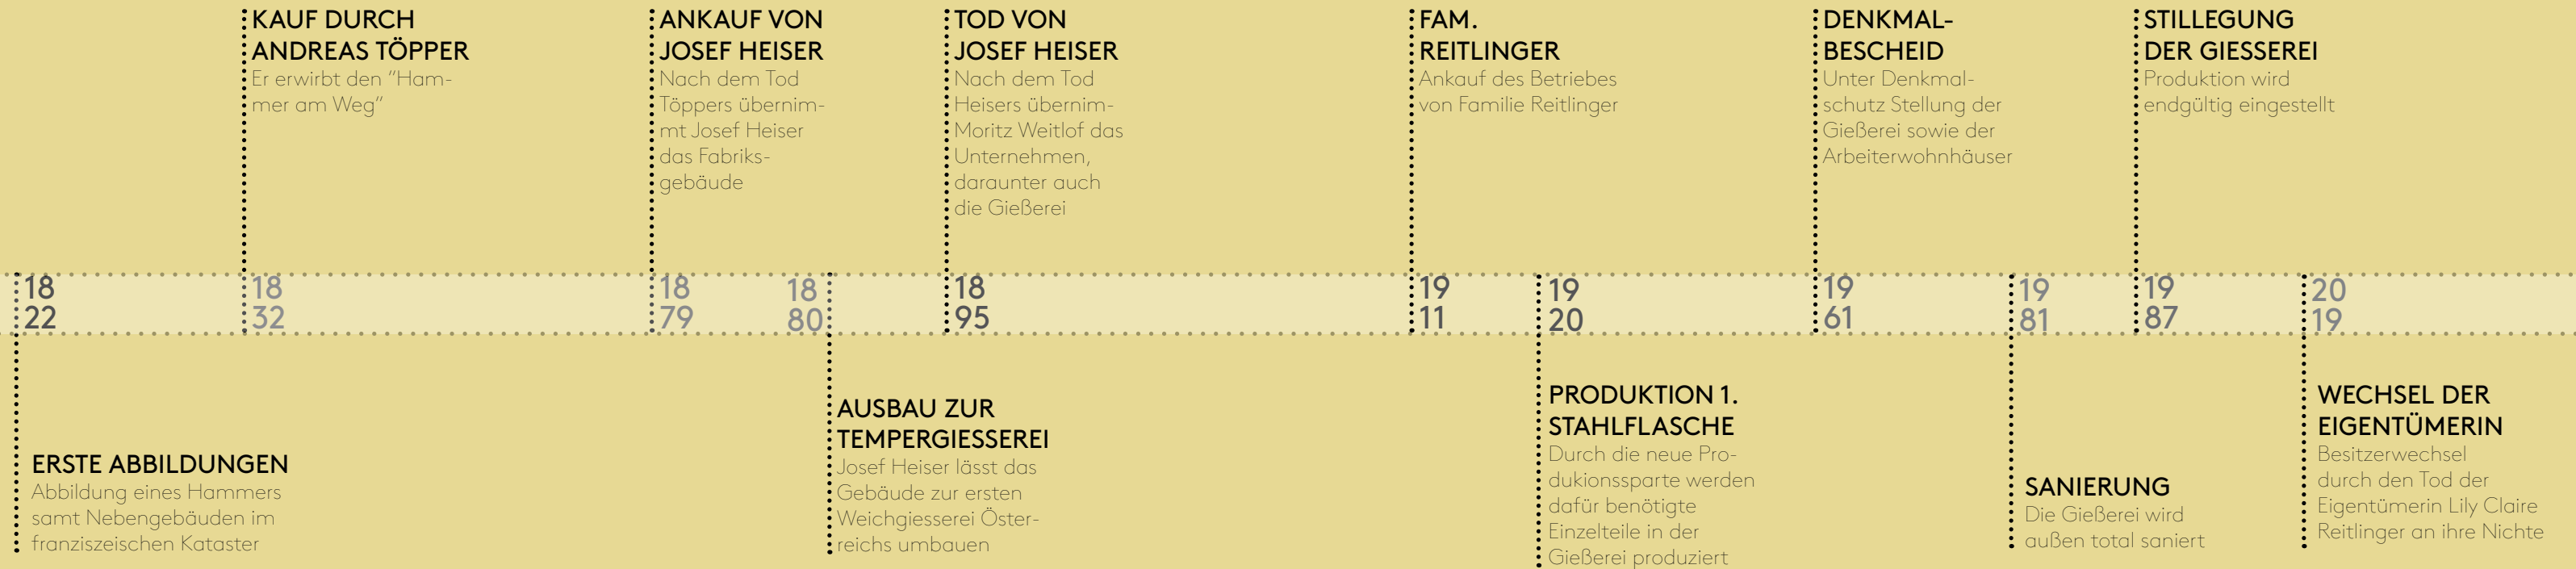 KAUF DURCH
ANDREAS TÖPPER
Er erwirbt den "Ham-
mer am Weg"
ANKAUF VON
JOSEF HEISER
Nach dem Tod
Töppers übernim-
mt Josef Heiser
das Fabriks-
gebäude
TOD VON
JOSEF HEISER
Nach dem Tod
Heisers übernim-
Moritz Weitlof das
Unternehmen,
daraunter auch
die Gießerei
FAM.
REITLINGER
Ankauf des Betriebes
von Familie Reitlinger
DENKMAL-
BESCHEID
Unter Denkmal-
schutz Stellung der
Gießerei sowie der
Arbeiterwohnhäuser
STILLEGUNG
DER GIESSEREI
Produktion wird
endgültig eingestellt
18
22
18
32
18
79
18
80
18
95
19
11
19
20
19
61
19
81
19
87
20
19
ERSTE ABBILDUNGEN
Abbildung eines Hammers
samt Nebengebäuden im
franziszeischen Kataster
AUSBAU ZUR
TEMPERGIESSEREI
Josef Heiser lässt das
Gebäude zur ersten
Weichgiesserei Öster-
reichs umbauen
PRODUKTION 1.
STAHLFLASCHE
Durch die neue Pro-
dukionssparte werden
dafür benötigte
Einzelteile in der
Gießerei produziert
SANIERUNG
Die Gießerei wird
außen total saniert
WECHSEL DER
EIGENTÜMERIN
Besitzerwechsel
durch den Tod der
Eigentümerin Lily Claire
Reitlinger an ihre Nichte